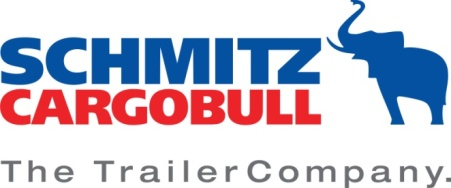 SCHMITZ
CARGOBULL
The TrailerCompany.